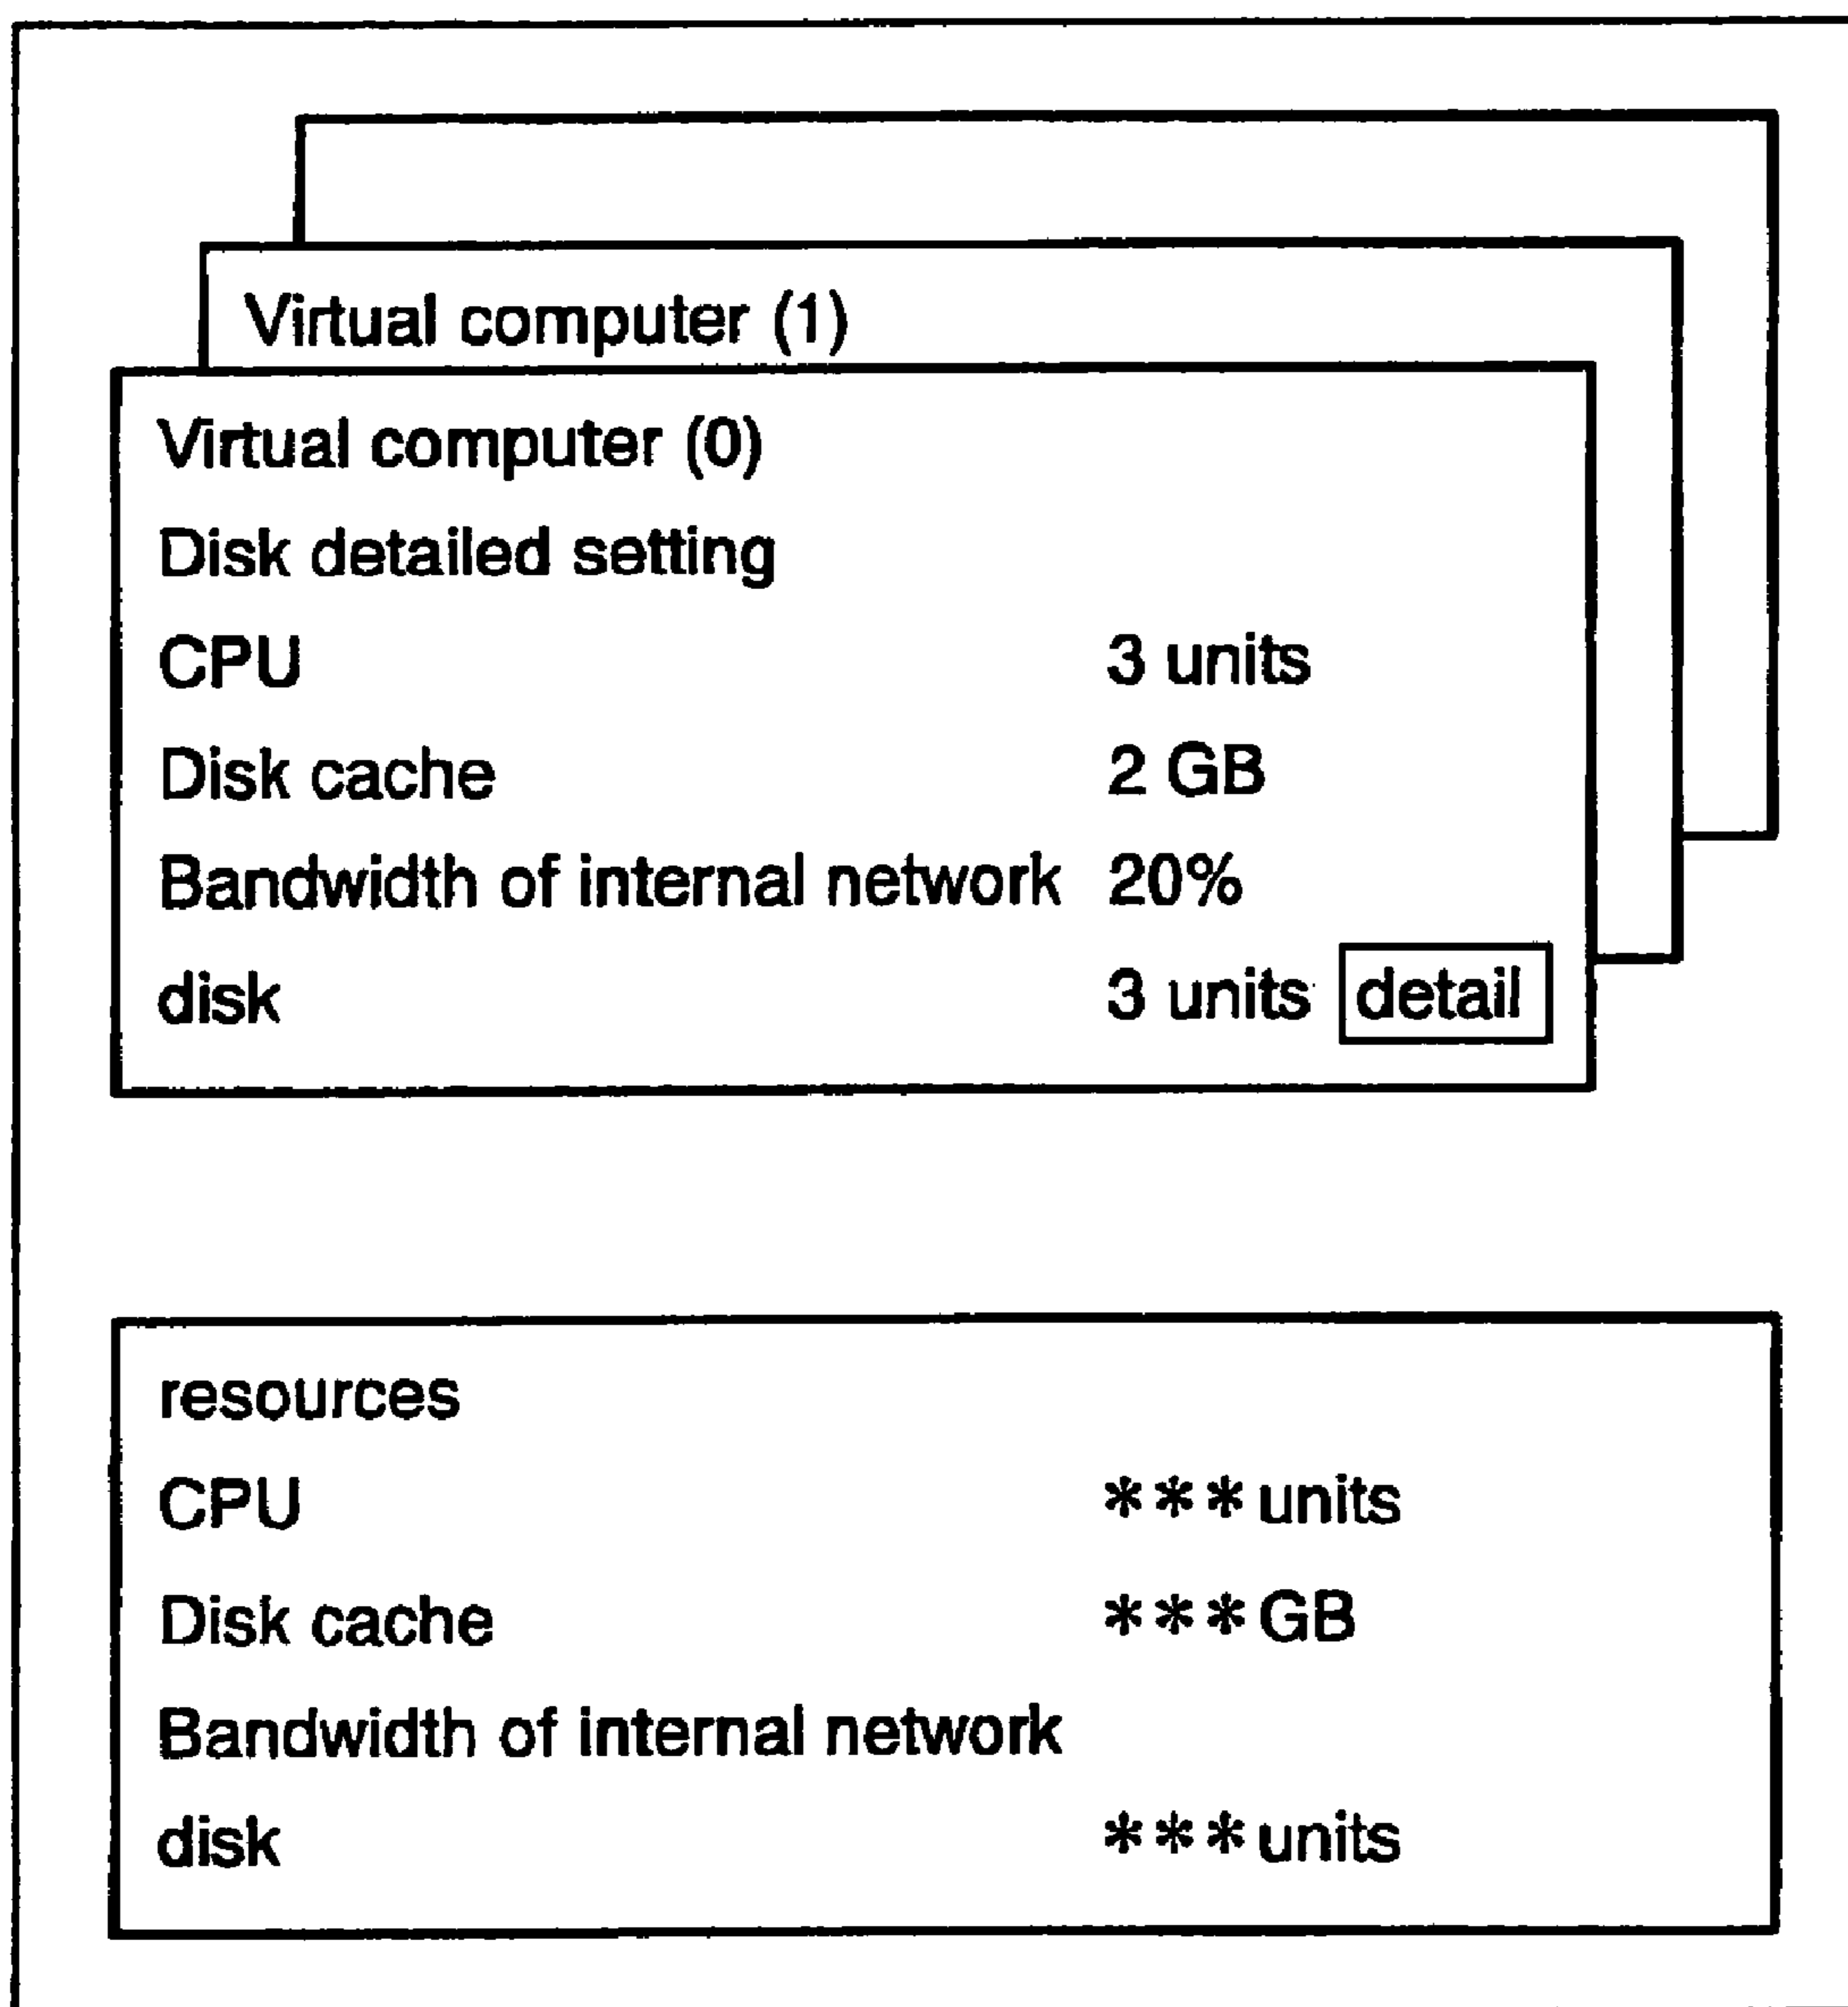 Virtual computer (1)
Virtual computer (0)
Disk detailed setting
CPU 3 units
Disk cache 2 GB
Bandwidth of internal network 20%
disk 3 units detail
resources
CPU ***units
Disk cache ***GB
Bandwidth of internal network
disk ***units